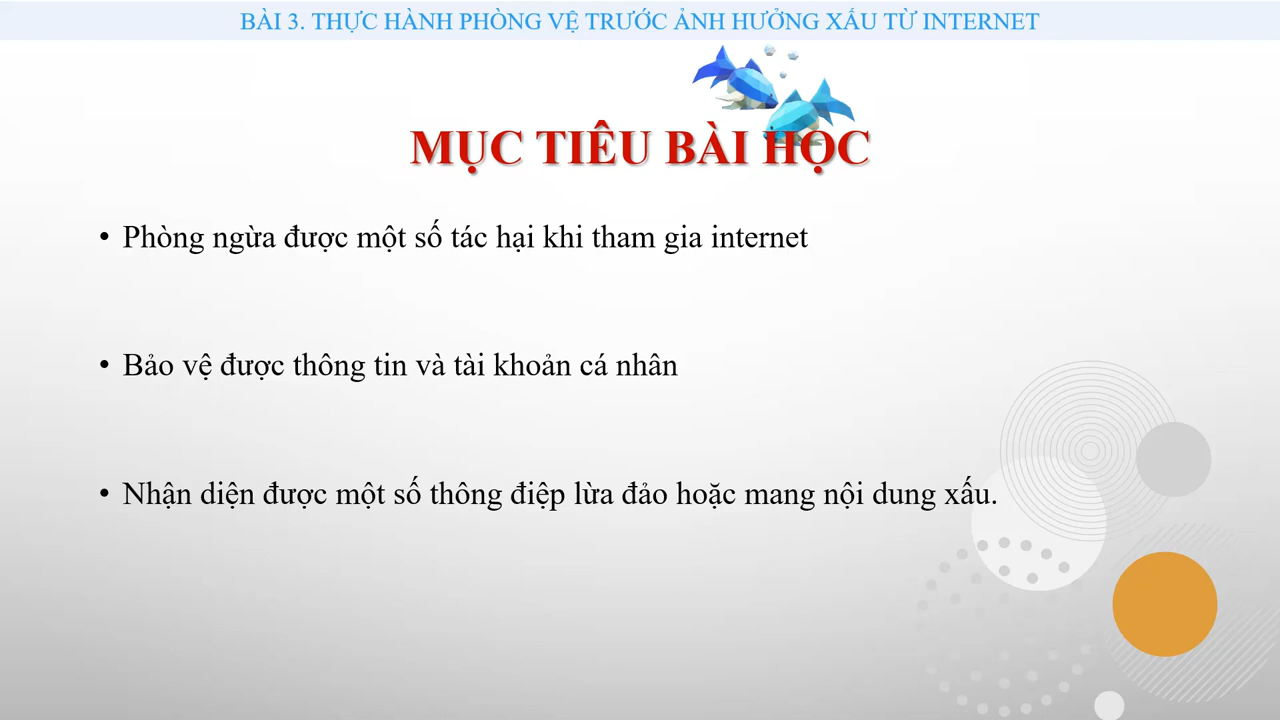 BÀI 3. THỰC HÀNH PHÒNG VỆ TRƯỚC ẢNH HƯỞNG XẤU TỪ INTERNET
MỤC TIÊU BÀI HỌC
• Phòng ngừa được một số tác hại khi tham gia internet
• Bảo vệ được thông tin và tài khoản cá nhân
• Nhận diện được một số thông điệp lừa đảo hoặc mang nội dung xấu.